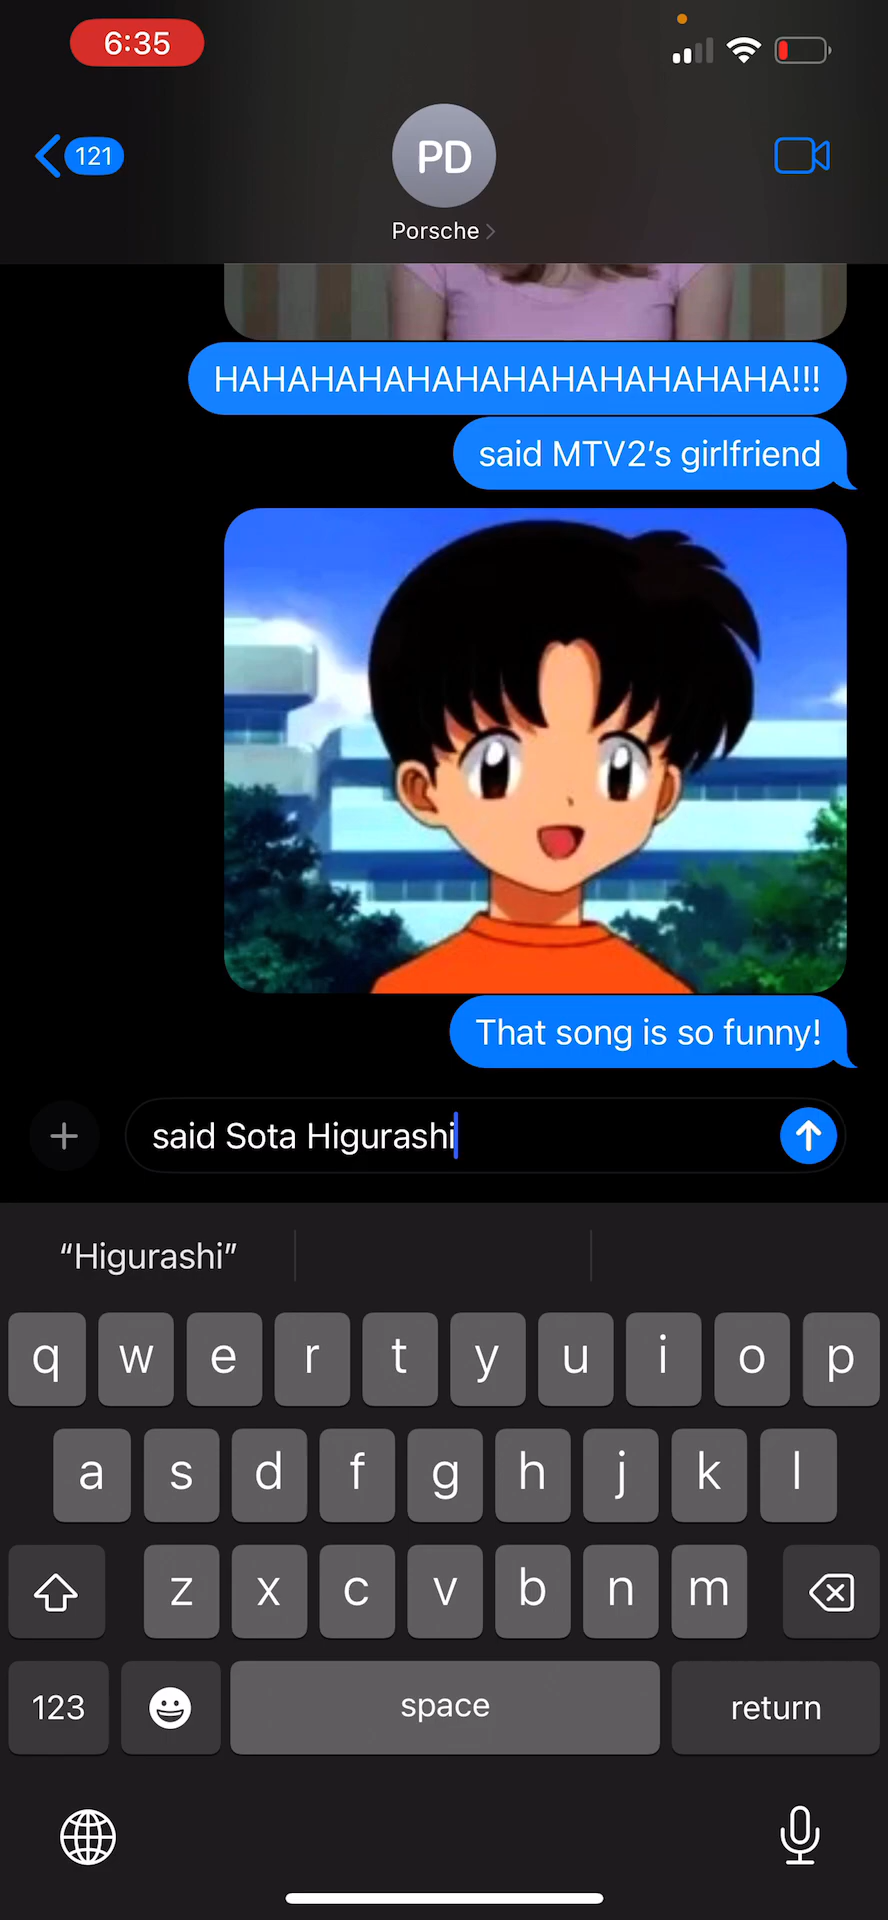 6:35
121
PD
Porsche
HAHAHAHAHAHAHAHAHAHAHAHA!!!
said MTV2’s girlfriend
That song is so funny!
said Sota Higurashi
“Higurashi”
q w e r t y u i o p
a s d f g h j k l
z x c v b n m
123 space return